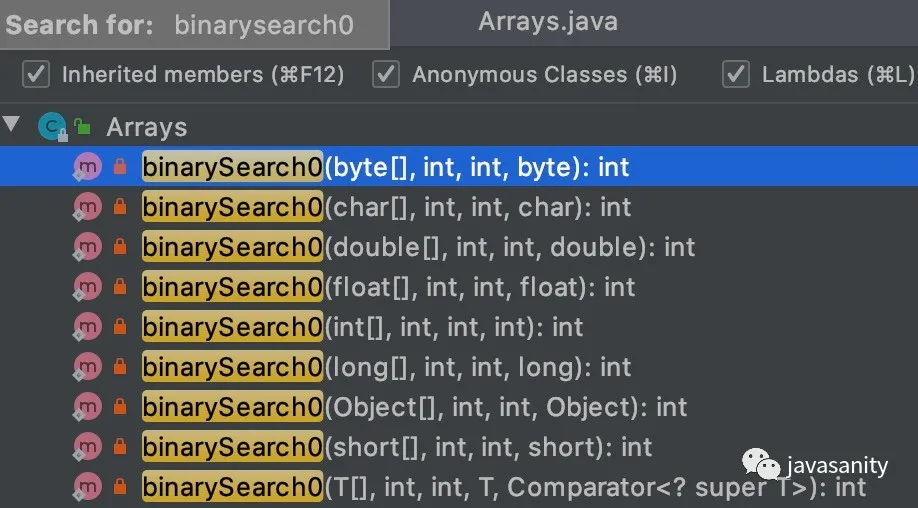 Search for: binarysearch0
Arrays.java
Inherited members (⌘F12) Anonymous Classes (⌘I) Lambdas (⌘L)
C Arrays
m binarySearch0(byte[], int, int, byte): int
m binarySearch0(char[], int, int, char): int
m binarySearch0(double[], int, int, double): int
m binarySearch0(float[], int, int, float): int
m binarySearch0(int[], int, int, int): int
m binarySearch0(long[], int, int, long): int
m binarySearch0(Object[], int, int, Object): int
m binarySearch0(short[], int, int, short): int
m binarySearch0(T[], int, int, T, Comparator<? super T>): int
javasanity